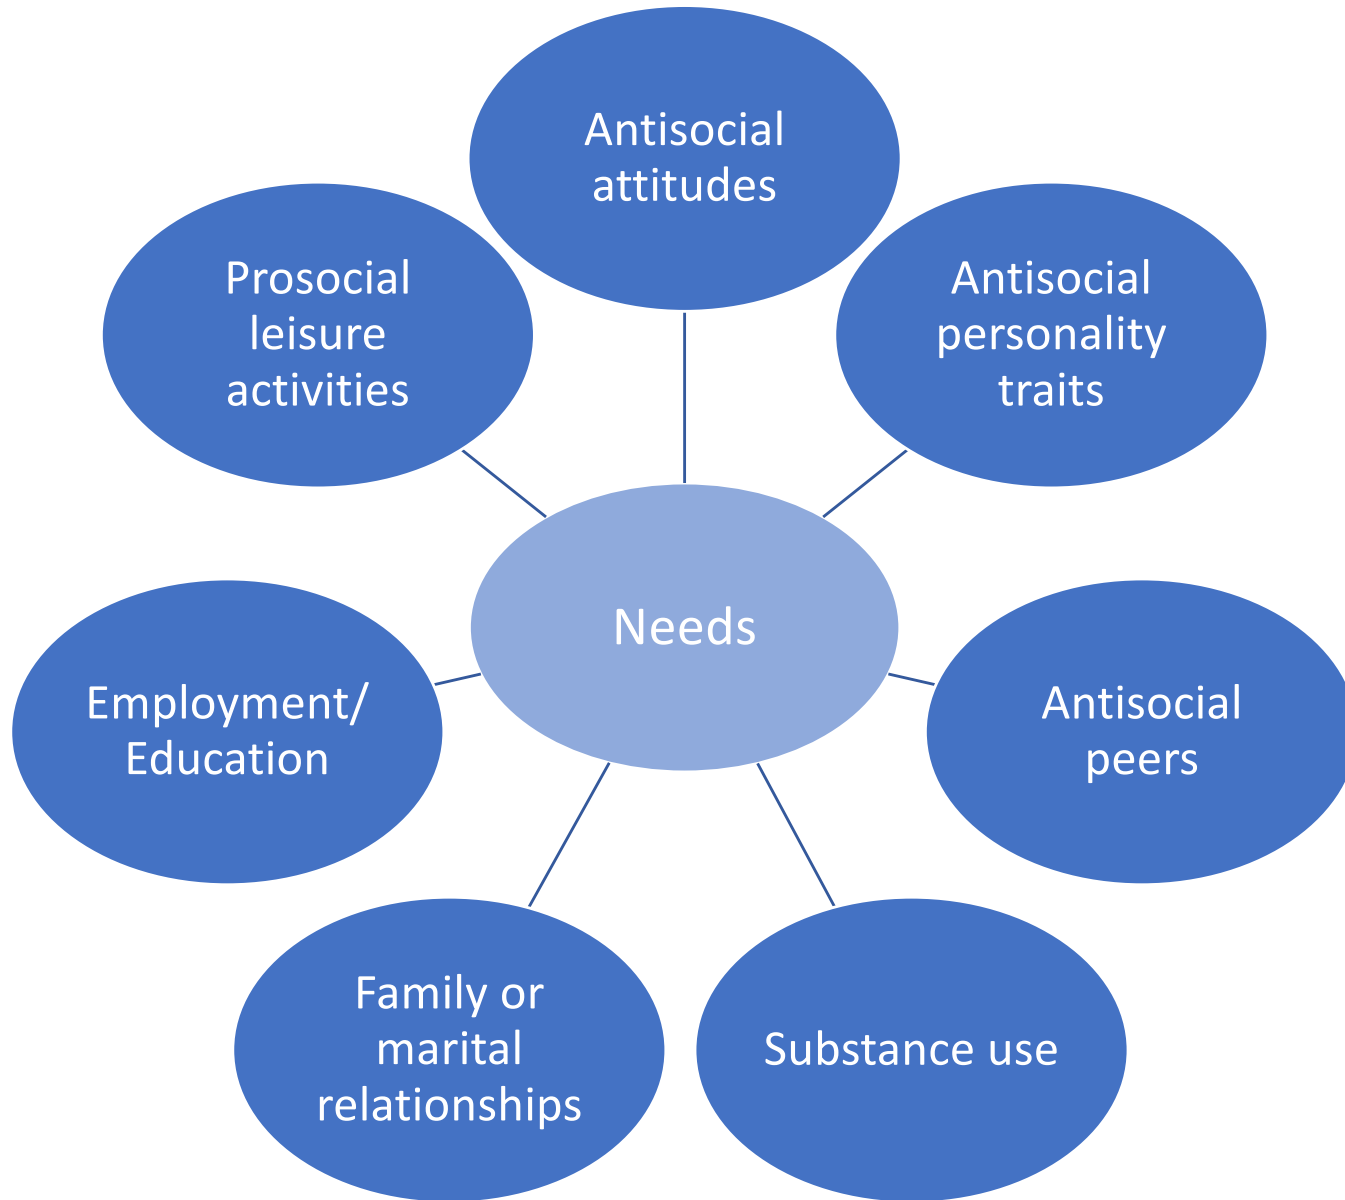 Antisocial
attitudes
Antisocial
personality
traits
Antisocial
peers
Substance use
Family or
marital
relationships
Employment/
Education
Prosocial
leisure
activities
Needs